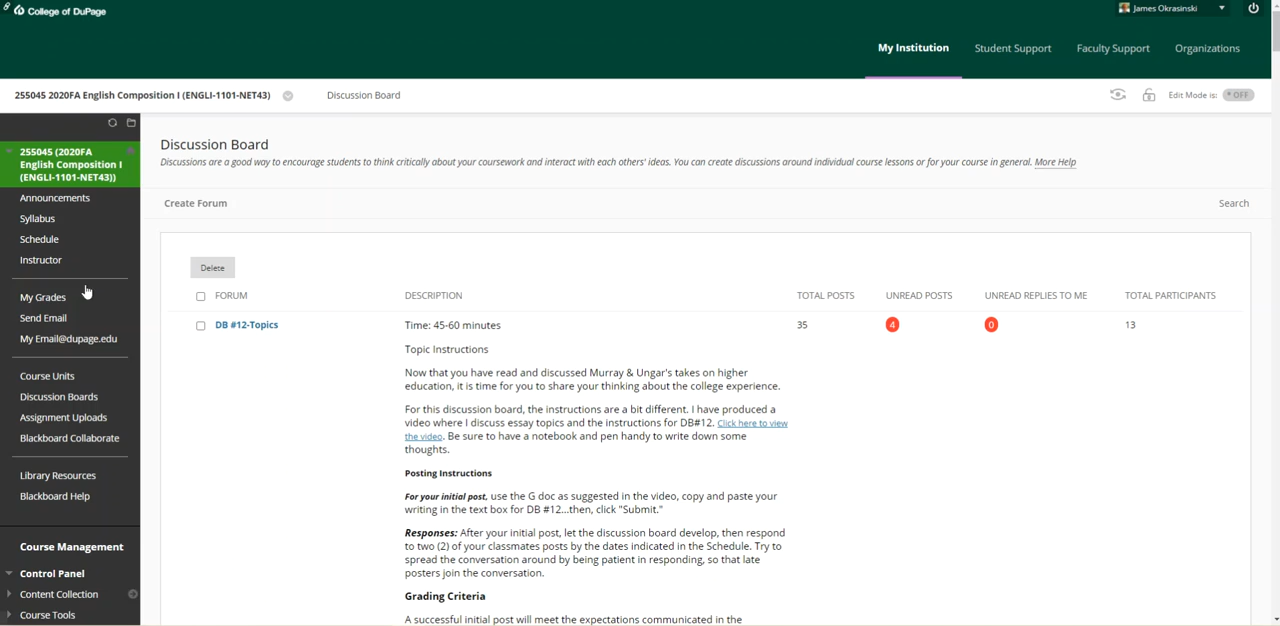 College of DuPage
James Okrasinski
My Institution
Student Support
Faculty Support
Organizations
255045 2020FA English Composition I (ENGLI-1101-NET43)
Discussion Board
Edit Mode is:
OFF
255045 (2020FA
English Composition I
(ENGLI-1101-NET43))
Announcements
Syllabus
Schedule
Instructor
My Grades
Send Email
My Email@dupage.edu
Course Units
Discussion Boards
Assignment Uploads
Blackboard Collaborate
Library Resources
Blackboard Help
Course Management
Control Panel
Content Collection
Course Tools
Discussion Board
Discussions are a good way to encourage students to think critically about your coursework and interact with each others' ideas. You can create discussions around individual course lessons or for your course in general. More Help
Create Forum
Search
Delete
FORUM
DESCRIPTION
TOTAL POSTS
UNREAD POSTS
UNREAD REPLIES TO ME
TOTAL PARTICIPANTS
DB #12-Topics
Time: 45-60 minutes
35
4
0
13
Topic Instructions
Now that you have read and discussed Murray & Ungar's takes on higher
education, it is time for you to share your thinking about the college experience.
For this discussion board, the instructions are a bit different. I have produced a
video where I discuss essay topics and the instructions for DB#12. Click here to view
the video. Be sure to have a notebook and pen handy to write down some
thoughts.
Posting Instructions
For your initial post, use the G doc as suggested in the video, copy and paste your
writing in the text box for DB #12...then, click "Submit."
Responses: After your initial post, let the discussion board develop, then respond
to two (2) of your classmates posts by the dates indicated in the Schedule. Try to
spread the conversation around by being patient in responding, so that late
posters join the conversation.
Grading Criteria
A successful initial post will meet the expectations communicated in the